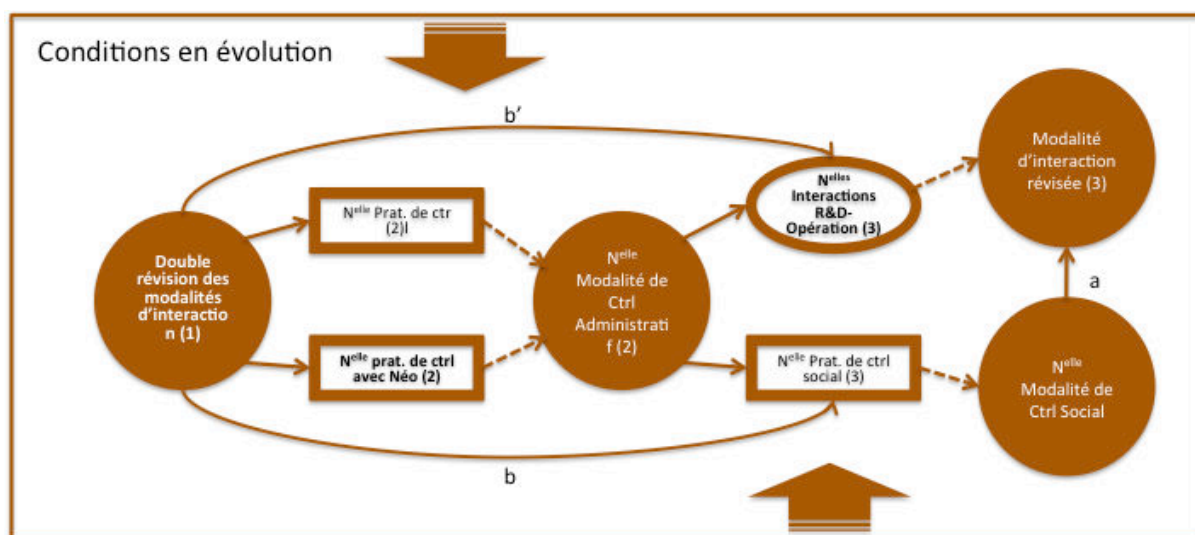 Conditions en évolution
b’
Modalité
d’interaction
révisée (3)
Nelles
Interactions
R&D-
Opération (3)
Nelle Prat. de ctr
(2)l
Double
révision des
modalités
d’interactio
n (1)
Nelle
Modalité de
Ctrl
Administrati
f (2)
a
Nelle prat. de ctrl
avec Néo (2)
Nelle Prat. de ctrl
social (3)
Nelle
Modalité de
Ctrl Social
b